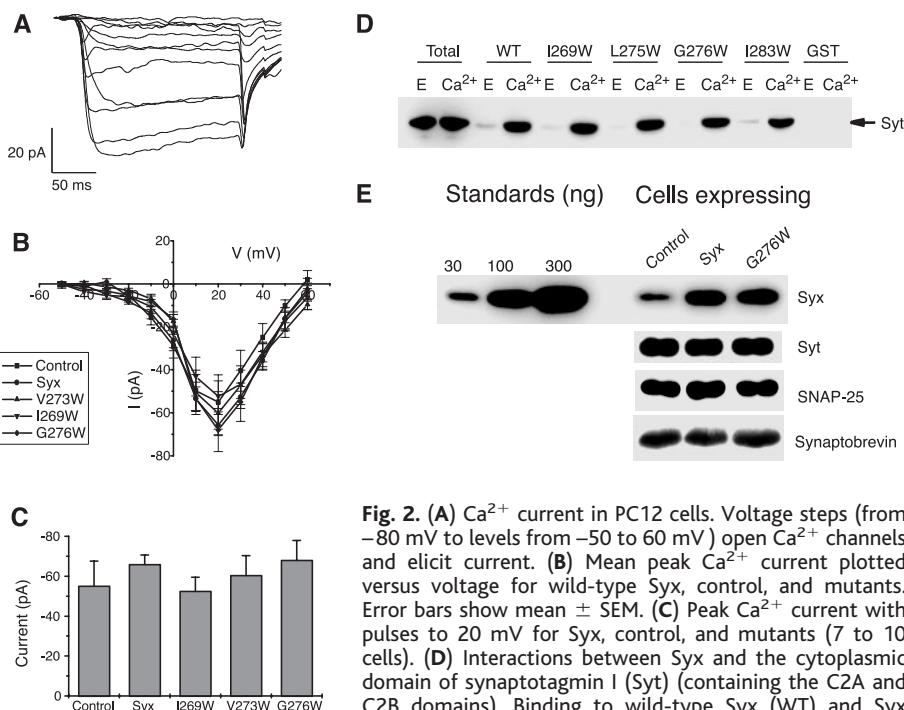 A
20 pA
50 ms
B
V (mV)
20
-60 -40 -20 0 20 40 60
-20
-40
-60
-80
I (pA)
Control
Syx
V273W
I269W
G276W
C
Current (pA)
-80
-60
-40
-20
0
Control Syx I269W V273W G276W
D
Total WT I269W L275W G276W I283W GST
E Ca2+ E Ca2+ E Ca2+ E Ca2+ E Ca2+ E Ca2+ E Ca2+
Syt
E
Standards (ng) Cells expressing
30 100 300
Control Syx G276W
Syx
Syt
SNAP-25
Synaptobrevin
Fig. 2. (A) Ca2+ current in PC12 cells. Voltage steps (from
–80 mV to levels from –50 to 60 mV ) open Ca2+ channels
and elicit current. (B) Mean peak Ca2+ current plotted
versus voltage for wild-type Syx, control, and mutants.
Error bars show mean ± SEM. (C) Peak Ca2+ current with
pulses to 20 mV for Syx, control, and mutants (7 to 10
cells). (D) Interactions between Syx and the cytoplasmic
domain of synaptotagmin I (Syt) (containing the C2A and
C2B domains). Binding to wild-type Syx (WT) and Syx